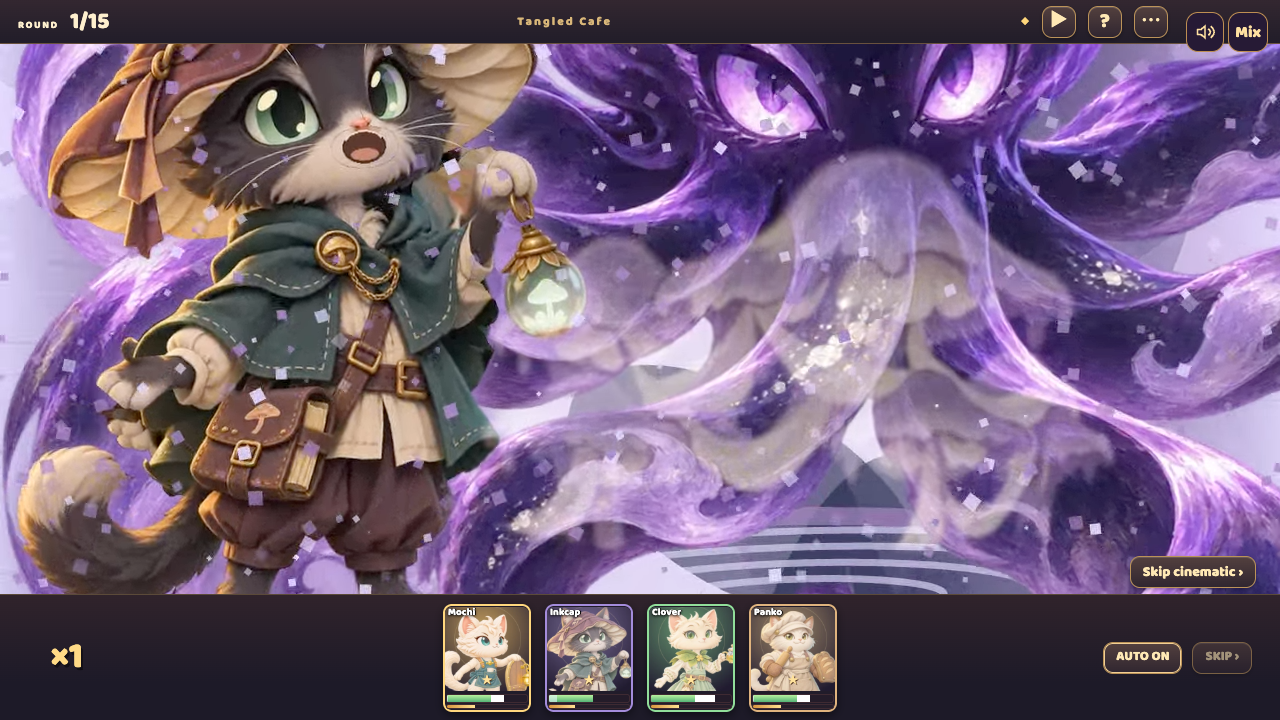 ROUND 1/15
Tangled Cafe
?
Mix
Skip cinematic ›
×1
Mochi
Inkcap
Clover
Panko
AUTO ON
SKIP ›